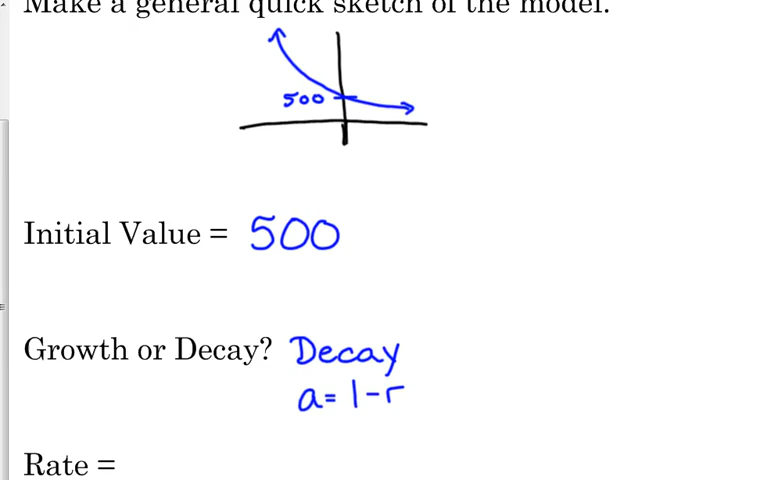 Make a general quick sketch of the model.
500
Initial Value = 500
Growth or Decay? Decay
a = 1 - r
Rate =